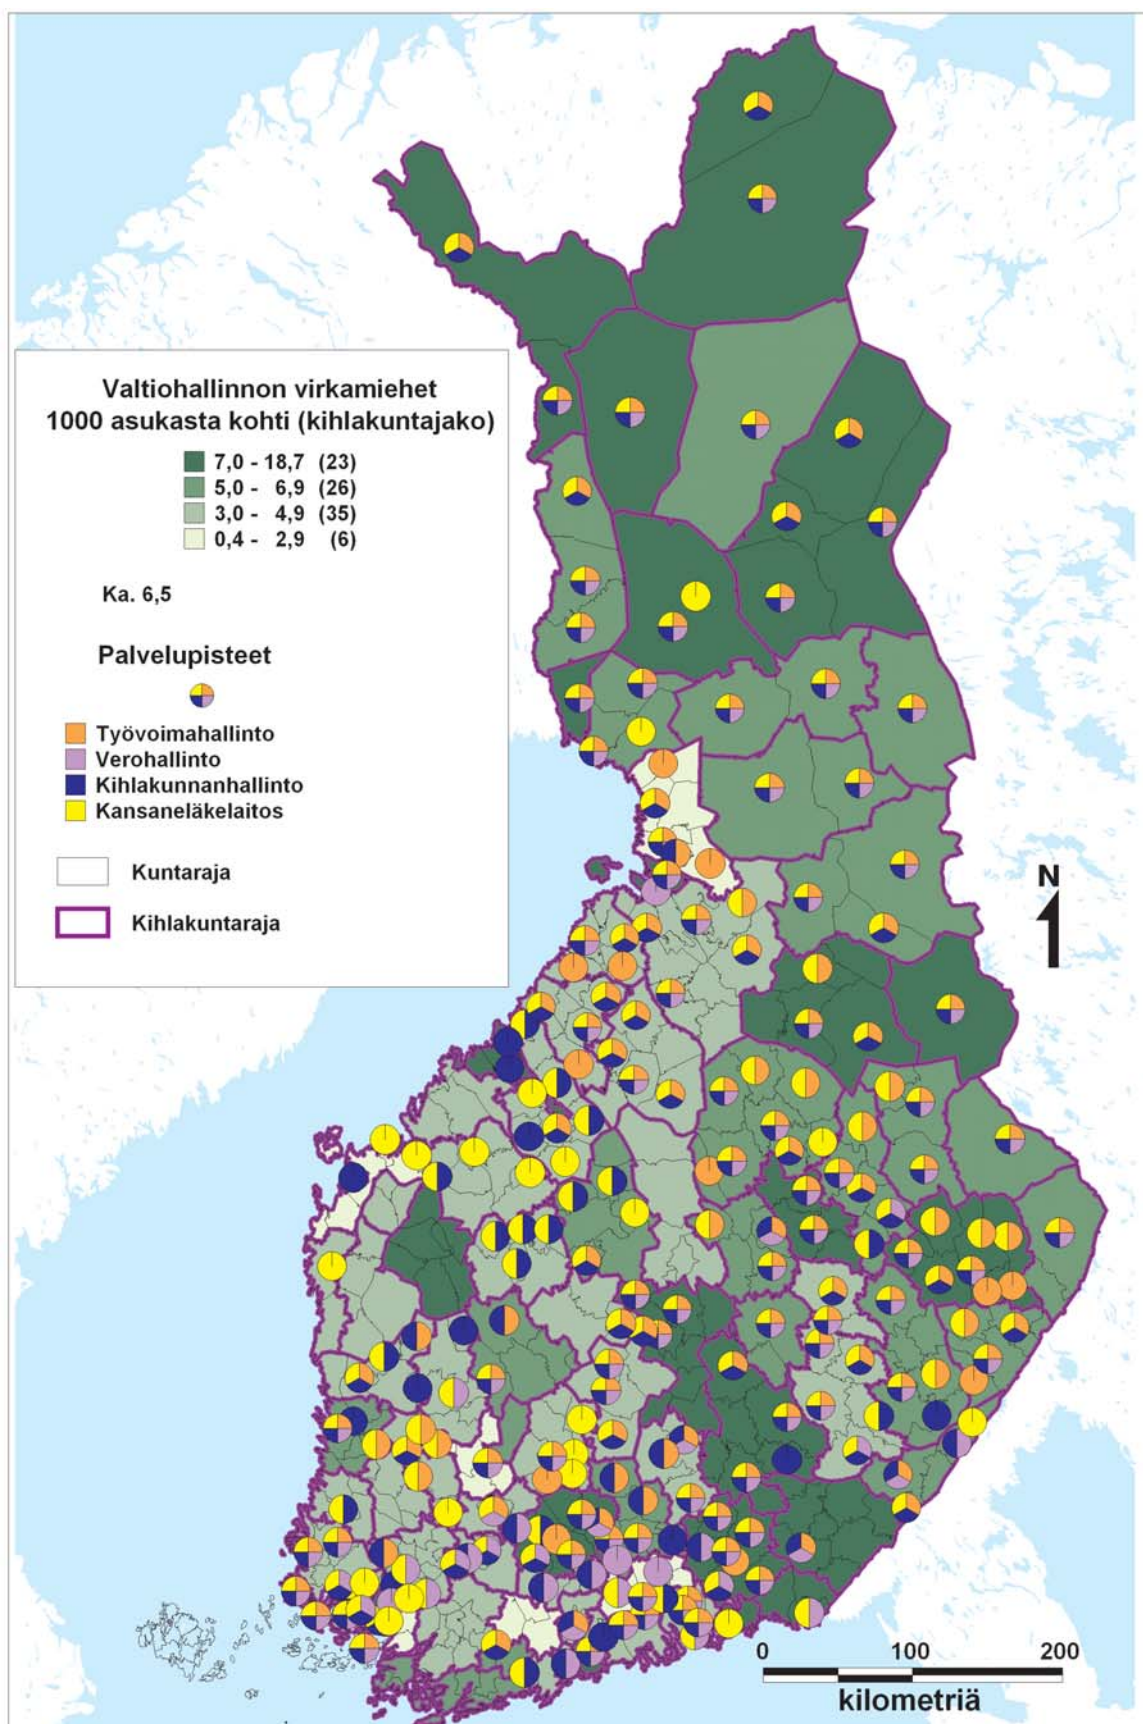 Valtiohallinnon virkamiehet
1000 asukasta kohti (kihlakuntajako)
7,0 - 18,7 (23)
5,0 - 6,9 (26)
3,0 - 4,9 (35)
0,4 - 2,9 (6)
Ka. 6,5
Palvelupisteet
Työvoimahallinto
Verohallinto
Kihlakunnanhallinto
Kansaneläkelaitos
Kuntaraja
Kihlakuntaraja
N
0 100 200
kilometriä